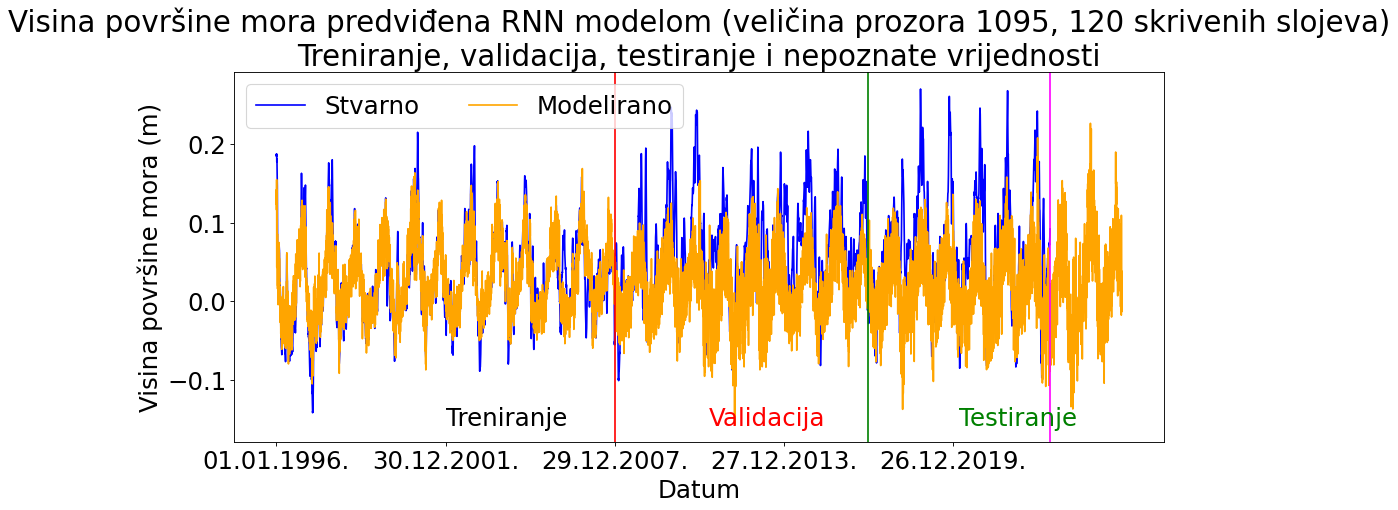 Visina površine mora predviđena RNN modelom (veličina prozora 1095, 120 skrivenih slojeva)
Treniranje, validacija, testiranje i nepoznate vrijednosti
Stvarno
Modelirano
Visina površine mora (m)
0.2
0.1
0.0
−0.1
Treniranje
Validacija
Testiranje
01.01.1996.
30.12.2001.
29.12.2007.
27.12.2013.
26.12.2019.
Datum